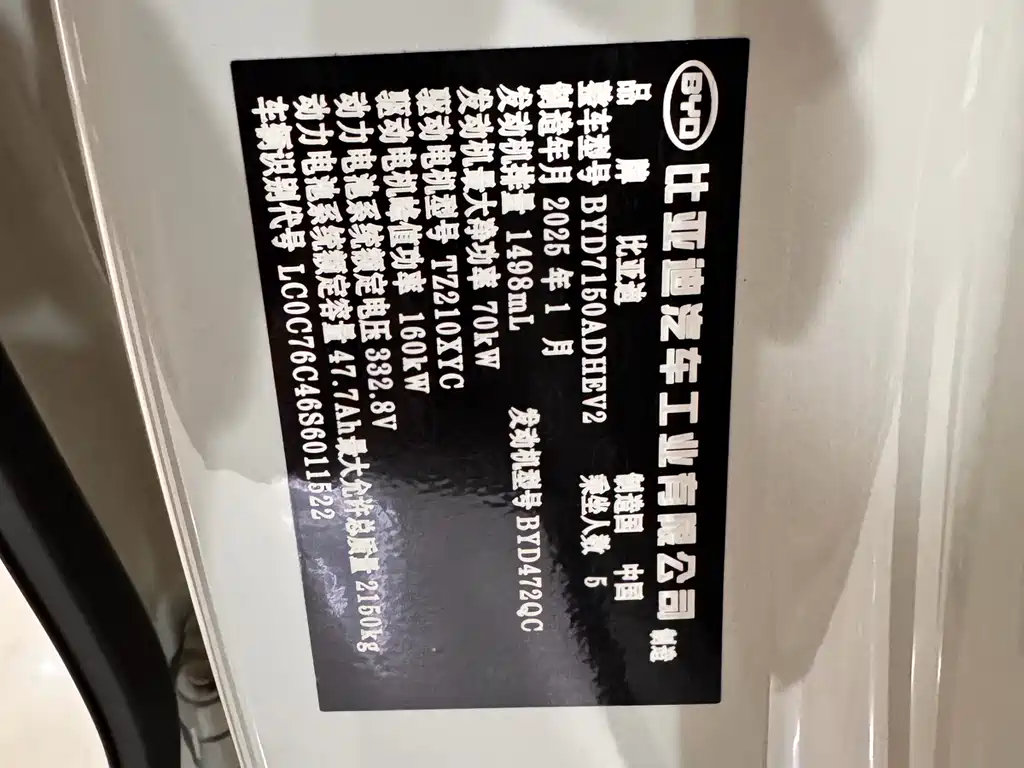 BYD 比亚迪汽车工业有限公司 制造
品牌 比亚迪 制造国 中国
整车型号 BYD7150ADHEV2 乘坐人数 5
制造年月 2025 年 1 月
发动机排量 1498mL 发动机型号 BYD472QC
发动机最大净功率 70kW
驱动电机型号 TZ210XYC
驱动电机峰值功率 160kW
动力电池系统额定电压 332.8V
动力电池系统额定容量 47.7Ah 最大允许总质量 2150kg
车辆识别代号 LC0C76C46S6011522